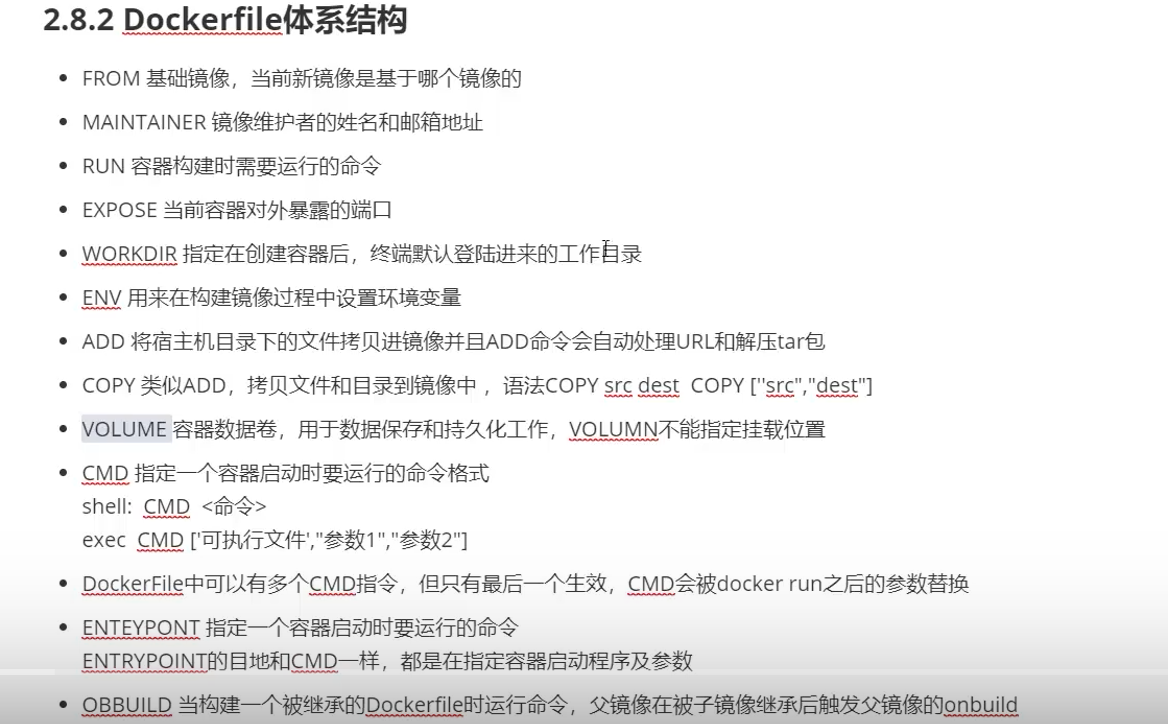 2.8.2 Dockerfile体系结构
FROM 基础镜像，当前新镜像是基于哪个镜像的
MAINTAINER 镜像维护者的姓名和邮箱地址
RUN 容器构建时需要运行的命令
EXPOSE 当前容器对外暴露的端口
WORKDIR 指定在创建容器后，终端默认登陆进来的工作目录
ENV 用来在构建镜像过程中设置环境变量
ADD 将宿主机目录下的文件拷贝进镜像并且ADD命令会自动处理URL和解压tar包
COPY 类似ADD，拷贝文件和目录到镜像中 ，语法COPY src dest  COPY [''src",''dest"]
VOLUME 容器数据卷，用于数据保存和持久化工作，VOLUMN不能指定挂载位置
CMD 指定一个容器启动时要运行的命令格式
shell:  CMD  <命令>
exec  CMD ['可执行文件',"参数1","参数2"]
DockerFile中可以有多个CMD指令，但只有最后一个生效，CMD会被docker run之后的参数替换
ENTEYPONT 指定一个容器启动时要运行的命令
ENTRYPOINT的目地和CMD一样，都是在指定容器启动程序及参数
OBBUILD 当构建一个被继承的Dockerfile时运行命令，父镜像在被子镜像继承后触发父镜像的onbuild